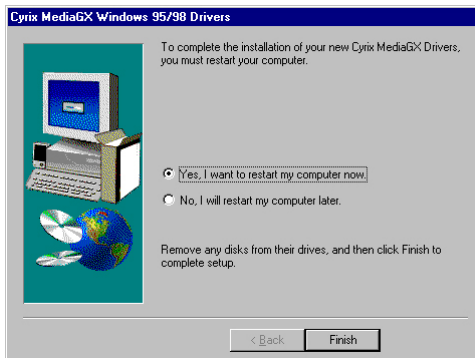 Cyrix MediaGX Windows 95/98 Drivers
To complete the installation of your new Cyrix MediaGX Drivers,
you must restart your computer.
Yes, I want to restart my computer now.
No, I will restart my computer later.
Remove any disks from their drives, and then click Finish to
complete setup.
< Back
Finish